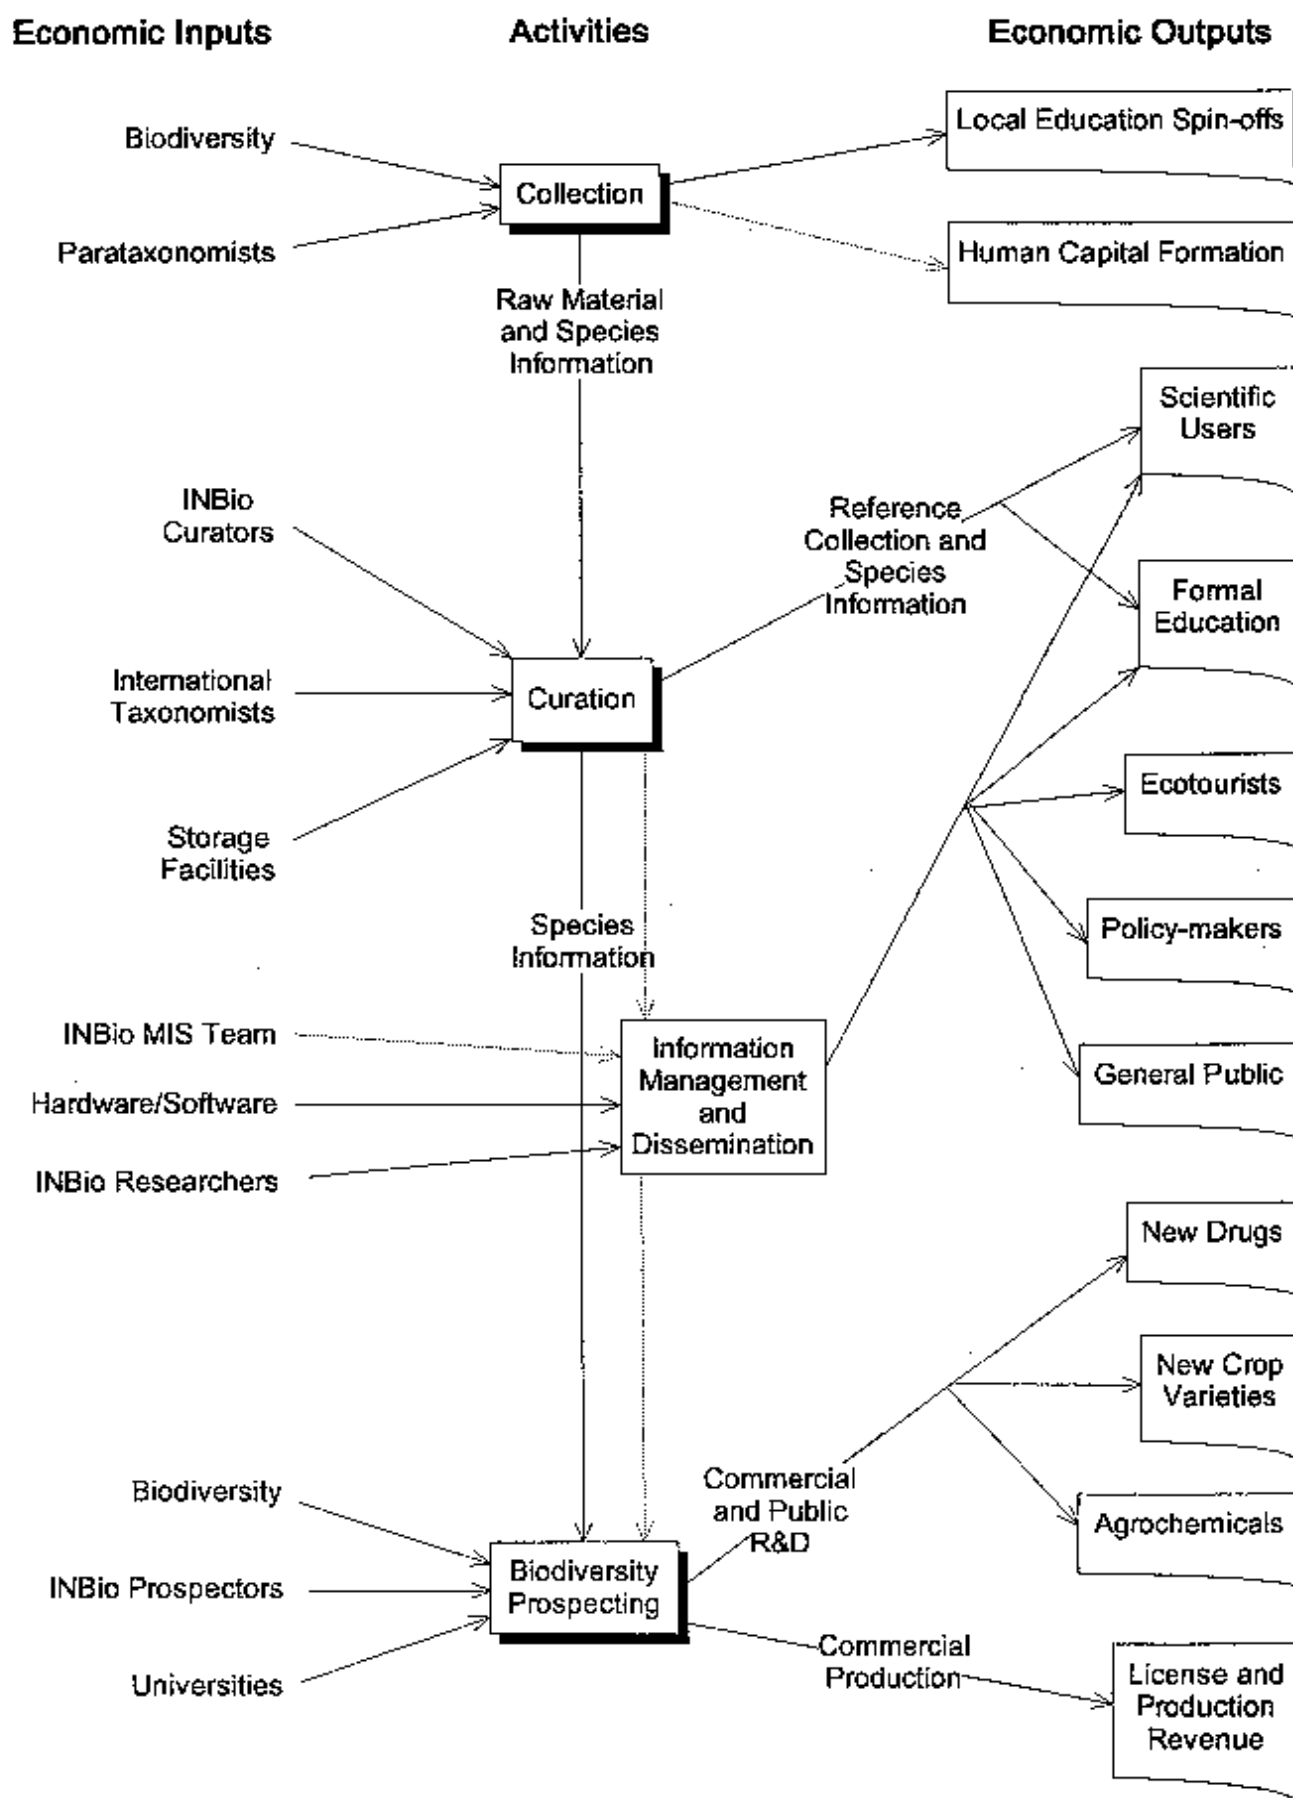 Economic Inputs
Activities
Economic Outputs
Biodiversity
Parataxonomists
Collection
Local Education Spin-offs
Human Capital Formation
Raw Material
and Species
Information
INBio
Curators
International
Taxonomists
Storage
Facilities
Curation
Reference
Collection and
Species
Information
Scientific
Users
Formal
Education
Ecotourists
Policy-makers
General Public
Species
Information
INBio MIS Team
Hardware/Software
INBio Researchers
Information
Management
and
Dissemination
New Drugs
New Crop
Varieties
Agrochemicals
Biodiversity
INBio Prospectors
Universities
Biodiversity
Prospecting
Commercial
and Public
R&D
Commercial
Production
License and
Production
Revenue